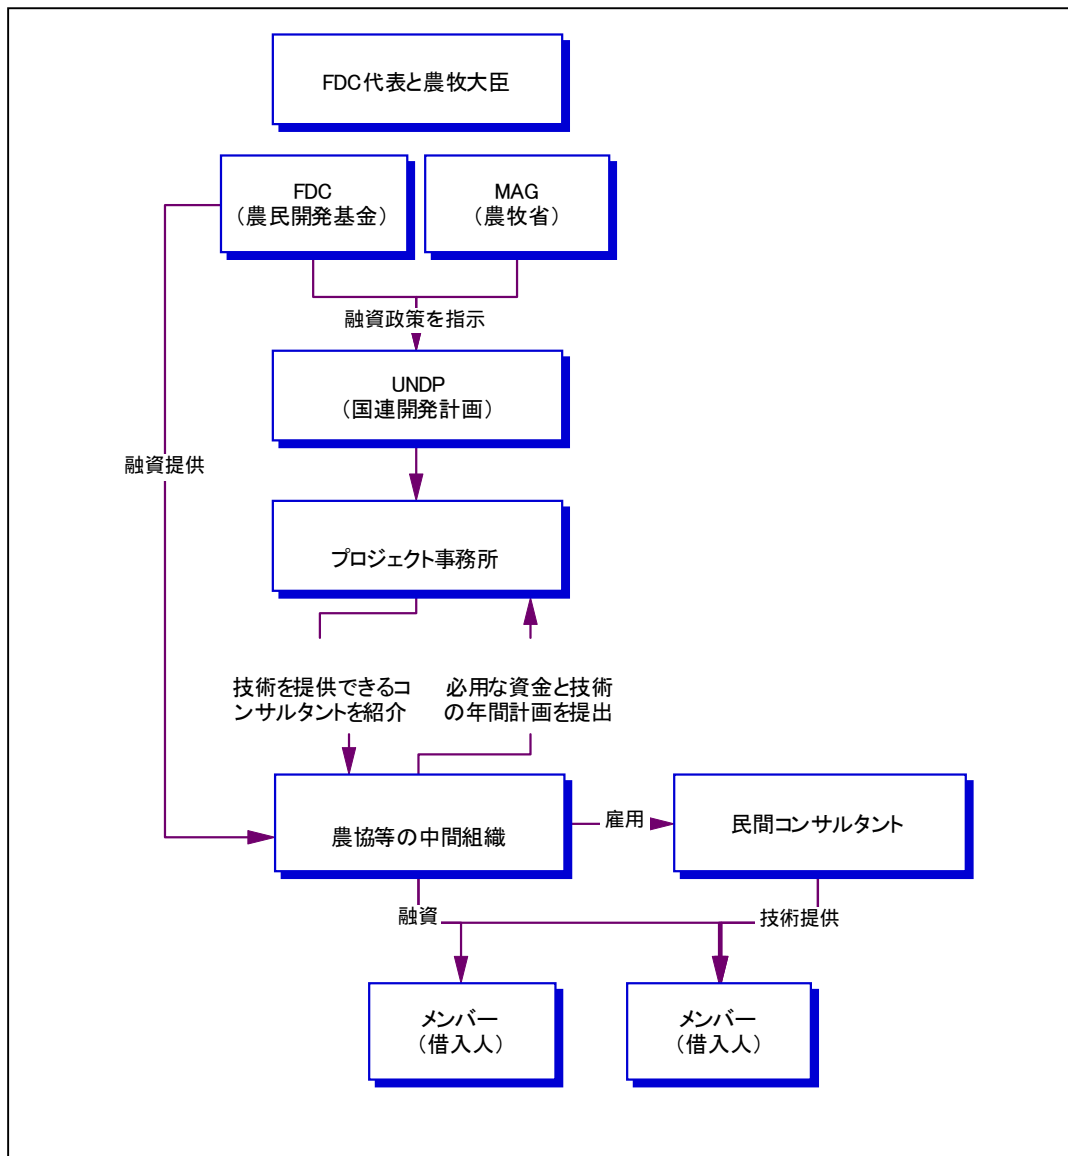 FDC代表と農牧大臣
FDC
（農民開発基金）
MAG
（農牧省）
融資政策を指示
UNDP
（国連開発計画）
融資提供
プロジェクト事務所
技術を提供できるコ
ンサルタントを紹介
必用な資金と技術
の年間計画を提出
農協等の中間組織
雇用
民間コンサルタント
融資
技術提供
メンバー
（借入人）
メンバー
（借入人）